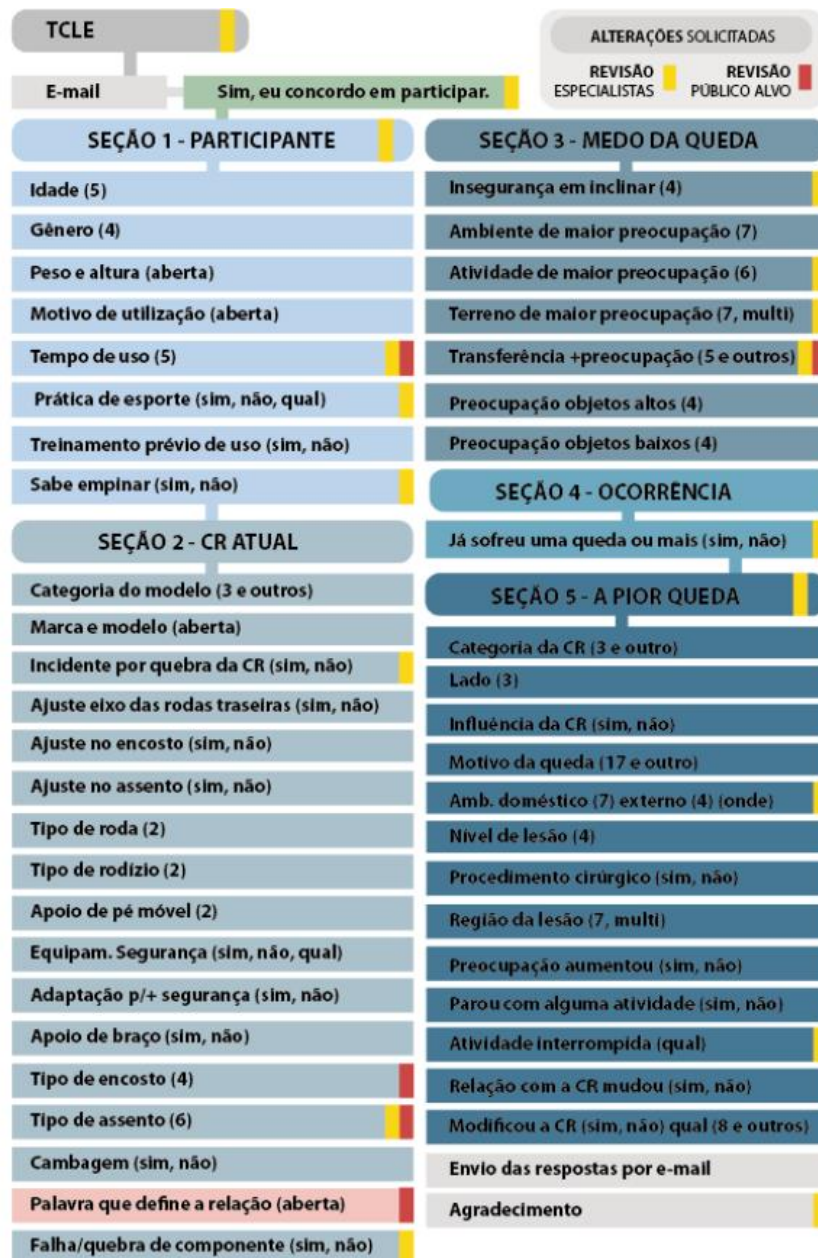 TCLE
ALTERAÇÕES SOLICITADAS
REVISÃO
ESPECIALISTAS
REVISÃO
PÚBLICO ALVO
E-mail
Sim, eu concordo em participar.
SEÇÃO 1 - PARTICIPANTE
Idade (5)
Gênero (4)
Peso e altura (aberta)
Motivo de utilização (aberta)
Tempo de uso (5)
Prática de esporte (sim, não, qual)
Treinamento prévio de uso (sim, não)
Sabe empinar (sim, não)
SEÇÃO 2 - CR ATUAL
Categoria do modelo (3 e outros)
Marca e modelo (aberta)
Incidente por quebra da CR (sim, não)
Ajuste eixo das rodas traseiras (sim, não)
Ajuste no encosto (sim, não)
Ajuste no assento (sim, não)
Tipo de roda (2)
Tipo de rodízio (2)
Apoio de pé móvel (2)
Equipam. Segurança (sim, não, qual)
Adaptação p/+ segurança (sim, não)
Apoio de braço (sim, não)
Tipo de encosto (4)
Tipo de assento (6)
Cambagem (sim, não)
Palavra que define a relação (aberta)
Falha/quebra de componente (sim, não)
SEÇÃO 3 - MEDO DA QUEDA
Insegurança em inclinar (4)
Ambiente de maior preocupação (7)
Atividade de maior preocupação (6)
Terreno de maior preocupação (7, multi)
Transferência +preocupação (5 e outros)
Preocupação objetos altos (4)
Preocupação objetos baixos (4)
SEÇÃO 4 - OCORRÊNCIA
Já sofreu uma queda ou mais (sim, não)
SEÇÃO 5 - A PIOR QUEDA
Categoria da CR (3 e outro)
Lado (3)
Influência da CR (sim, não)
Motivo da queda (17 e outro)
Amb. doméstico (7) externo (4) (onde)
Nível de lesão (4)
Procedimento cirúrgico (sim, não)
Região da lesão (7, multi)
Preocupação aumentou (sim, não)
Parou com alguma atividade (sim, não)
Atividade interrompida (qual)
Relação com a CR mudou (sim, não)
Modificou a CR (sim, não) qual (8 e outros)
Envio das respostas por e-mail
Agradecimento